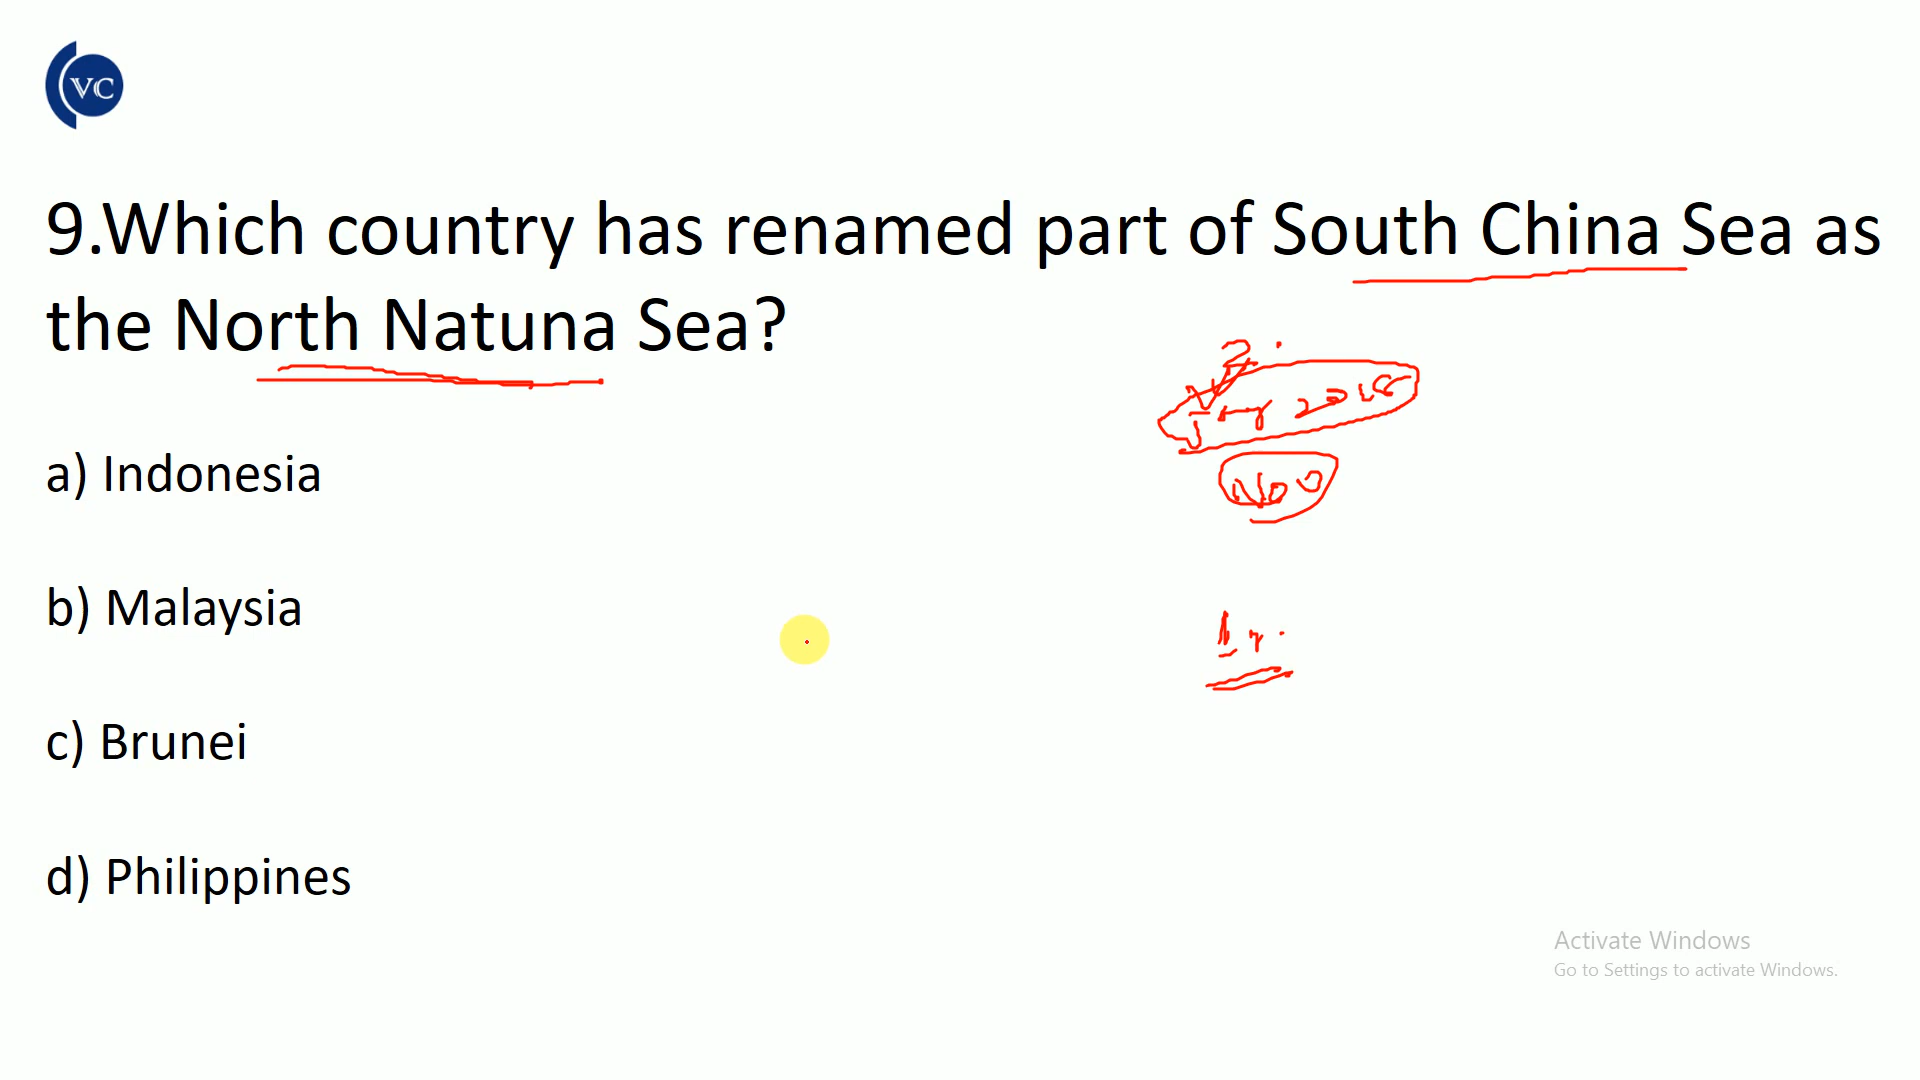 VC
9.Which country has renamed part of South China Sea as
the North Natuna Sea?
a) Indonesia
b) Malaysia
c) Brunei
d) Philippines
Activate Windows
Go to Settings to activate Windows.